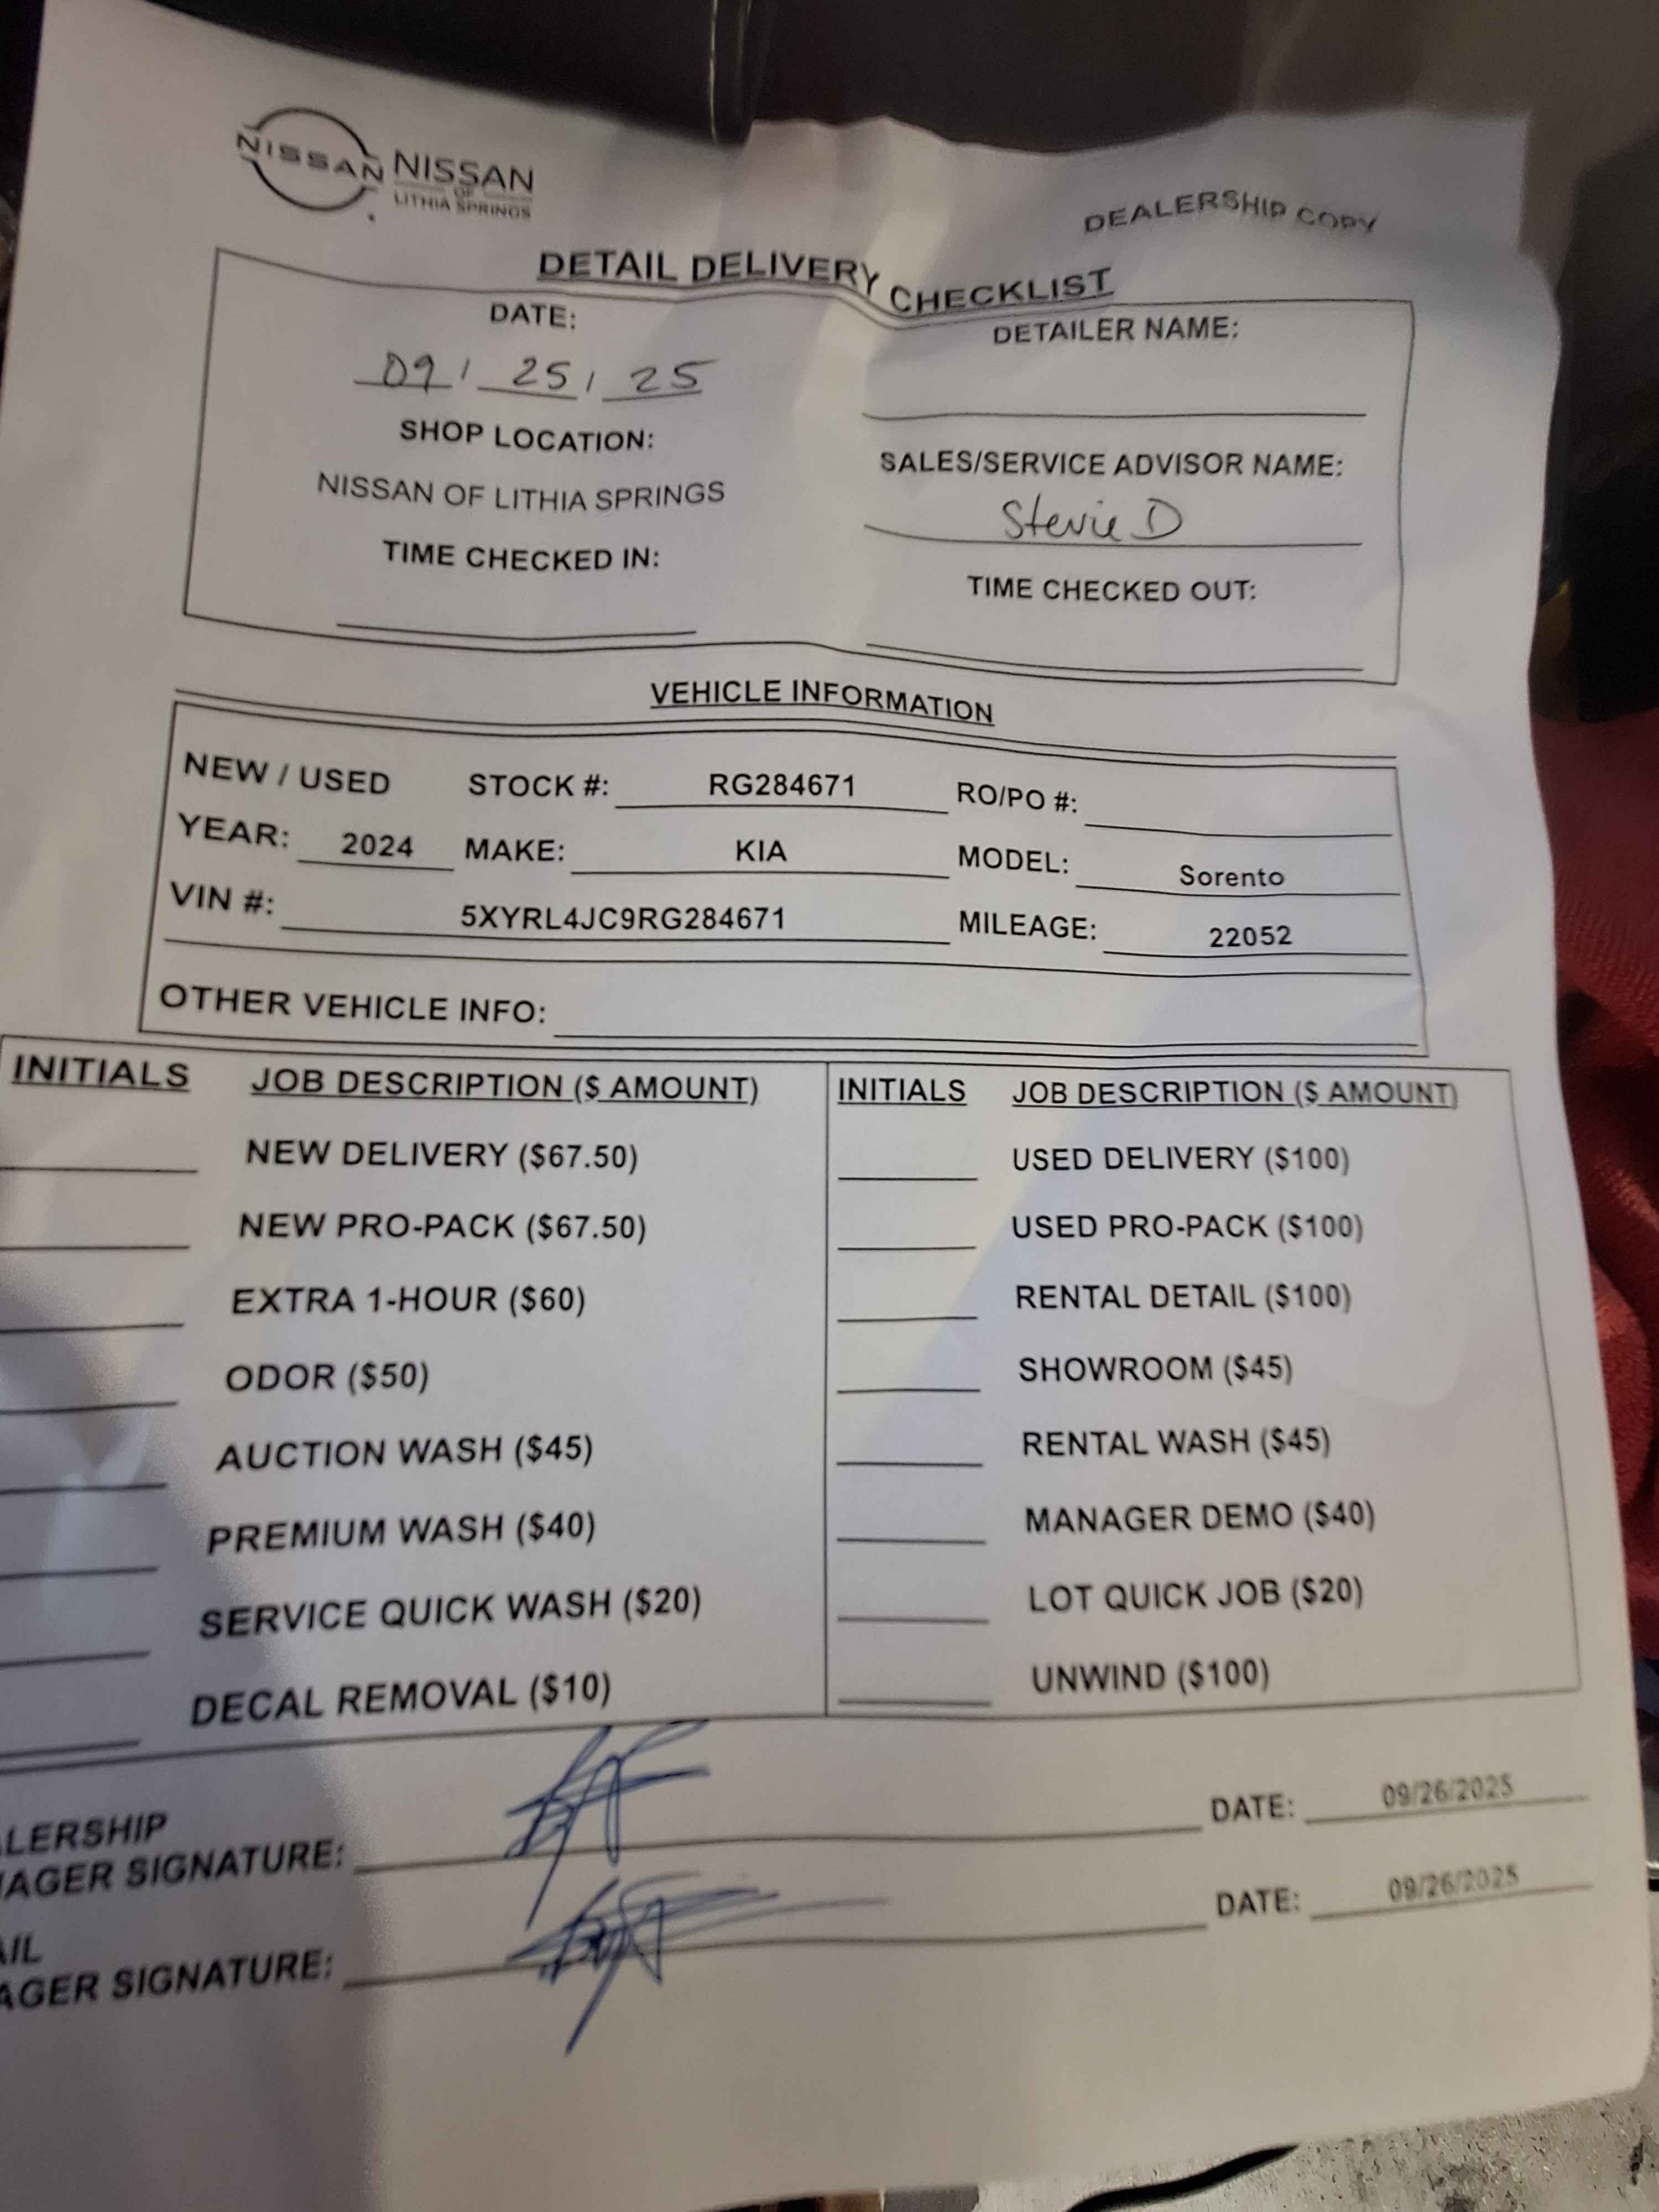 NISSAN NISSAN
OF
LITHIA SPRINGS
DEALERSHIP COPY
DETAIL DELIVERY CHECKLIST
DATE: DETAILER NAME:
09 / 25 / 25
SHOP LOCATION: SALES/SERVICE ADVISOR NAME:
NISSAN OF LITHIA SPRINGS Stevie D
TIME CHECKED IN: TIME CHECKED OUT:
VEHICLE INFORMATION
NEW / USED STOCK #: RG284671 RO/PO #:
YEAR: 2024 MAKE: KIA MODEL: Sorento
VIN #: 5XYRL4JC9RG284671 MILEAGE: 22052
OTHER VEHICLE INFO:
INITIALS JOB DESCRIPTION ($ AMOUNT) INITIALS JOB DESCRIPTION ($ AMOUNT)
NEW DELIVERY ($67.50) USED DELIVERY ($100)
NEW PRO-PACK ($67.50) USED PRO-PACK ($100)
EXTRA 1-HOUR ($60) RENTAL DETAIL ($100)
ODOR ($50) SHOWROOM ($45)
AUCTION WASH ($45) RENTAL WASH ($45)
PREMIUM WASH ($40) MANAGER DEMO ($40)
SERVICE QUICK WASH ($20) LOT QUICK JOB ($20)
DECAL REMOVAL ($10) UNWIND ($100)
LERSHIP
AGER SIGNATURE: DATE: 09/26/2025
IL
AGER SIGNATURE: DATE: 09/26/2025